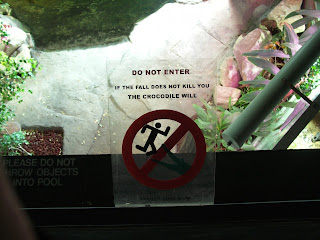 DO NOT ENTER
IF THE FALL DOES NOT KILL YOU
THE CROCODILE WILL
PLEASE DO NOT
THROW OBJECTS
INTO POOL